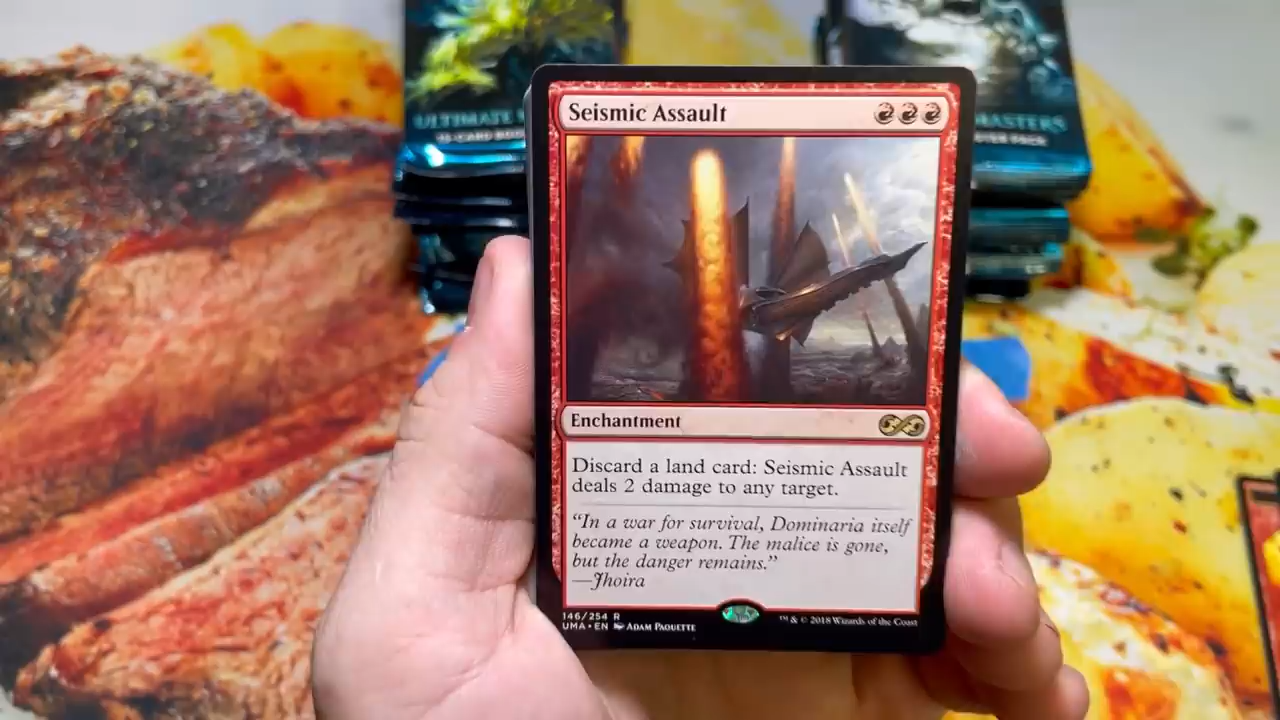 ULTIMATE
MASTERS
Seismic Assault
Enchantment
Discard a land card: Seismic Assault
deals 2 damage to any target.
“In a war for survival, Dominaria itself
became a weapon. The malice is gone,
but the danger remains.”
—Jhoira
146/254 R
UMA • EN ADAM PAQUETTE
™ & © 2018 Wizards of the Coast